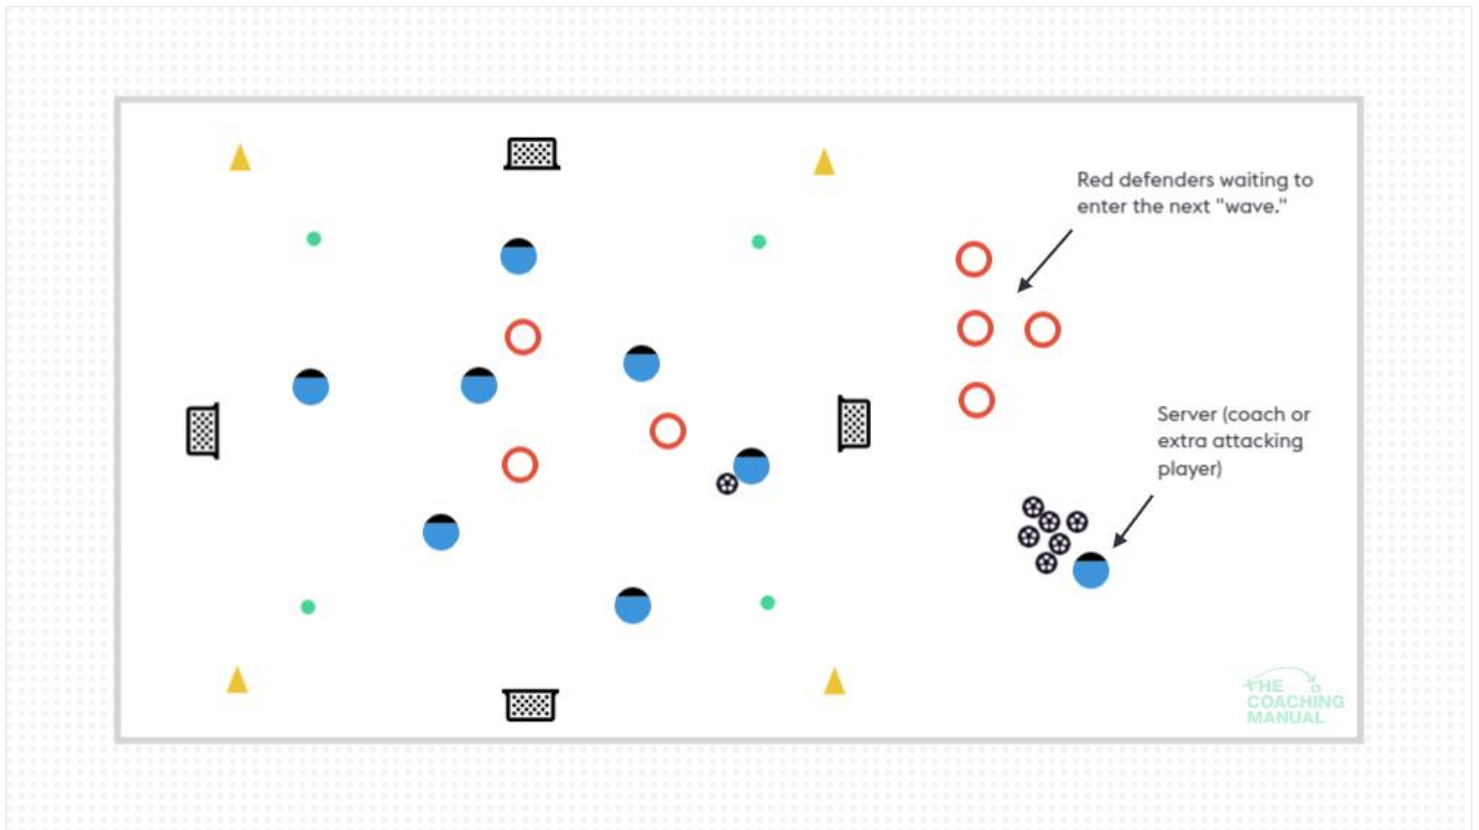 Red defenders waiting to
enter the next "wave."
Server (coach or
extra attacking
player)
THE
COACHING
MANUAL